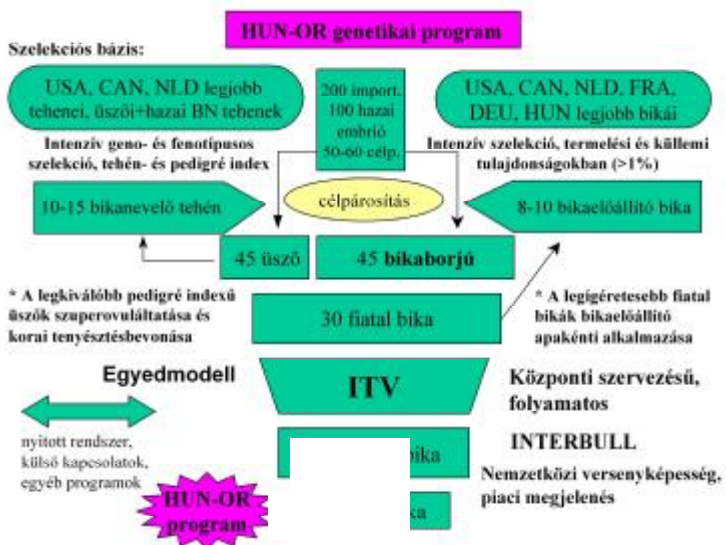 HUN-OR genetikai program
Szelekciós bázis:
USA, CAN, NLD legjobb
tehenei, üszői+hazai BN tehenek
200 import,
100 hazai
embrió
50-60 célp.
USA, CAN, NLD, FRA,
DEU, HUN legjobb bikái
Intenzív geno- és fenotípusos
szelekció, tehén- és pedigré index
Intenzív szelekció, termelési és küllemi
tulajdonságokban (>1%)
10-15 bikanevelő tehén
célpárosítás
8-10 bikaelőállító bika
45 üsző
45 bikaborjú
* A legkiválóbb pedigré indexű
üszők szuperovuláltatása és
korai tenyésztésbevonása
30 fiatal bika
* A legígéretesebb fiatal
bikák bikaelőállító
apakénti alkalmazása
Egyedmodell
ITV
Központi szervezésű,
folyamatos
nyitott rendszer,
külső kapcsolatok,
egyéb programok
INTERBULL
Nemzetközi versenyképesség,
piaci megjelenés
HUN-OR
program